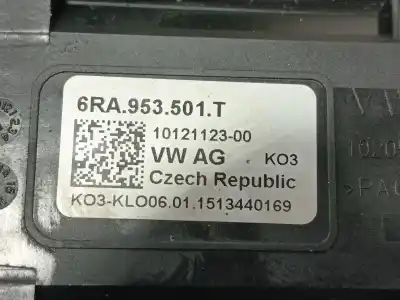 6RA.953.501.T
10121123-00
VW AG KO3
Czech Republic
KO3-KLO06.01.1513440169